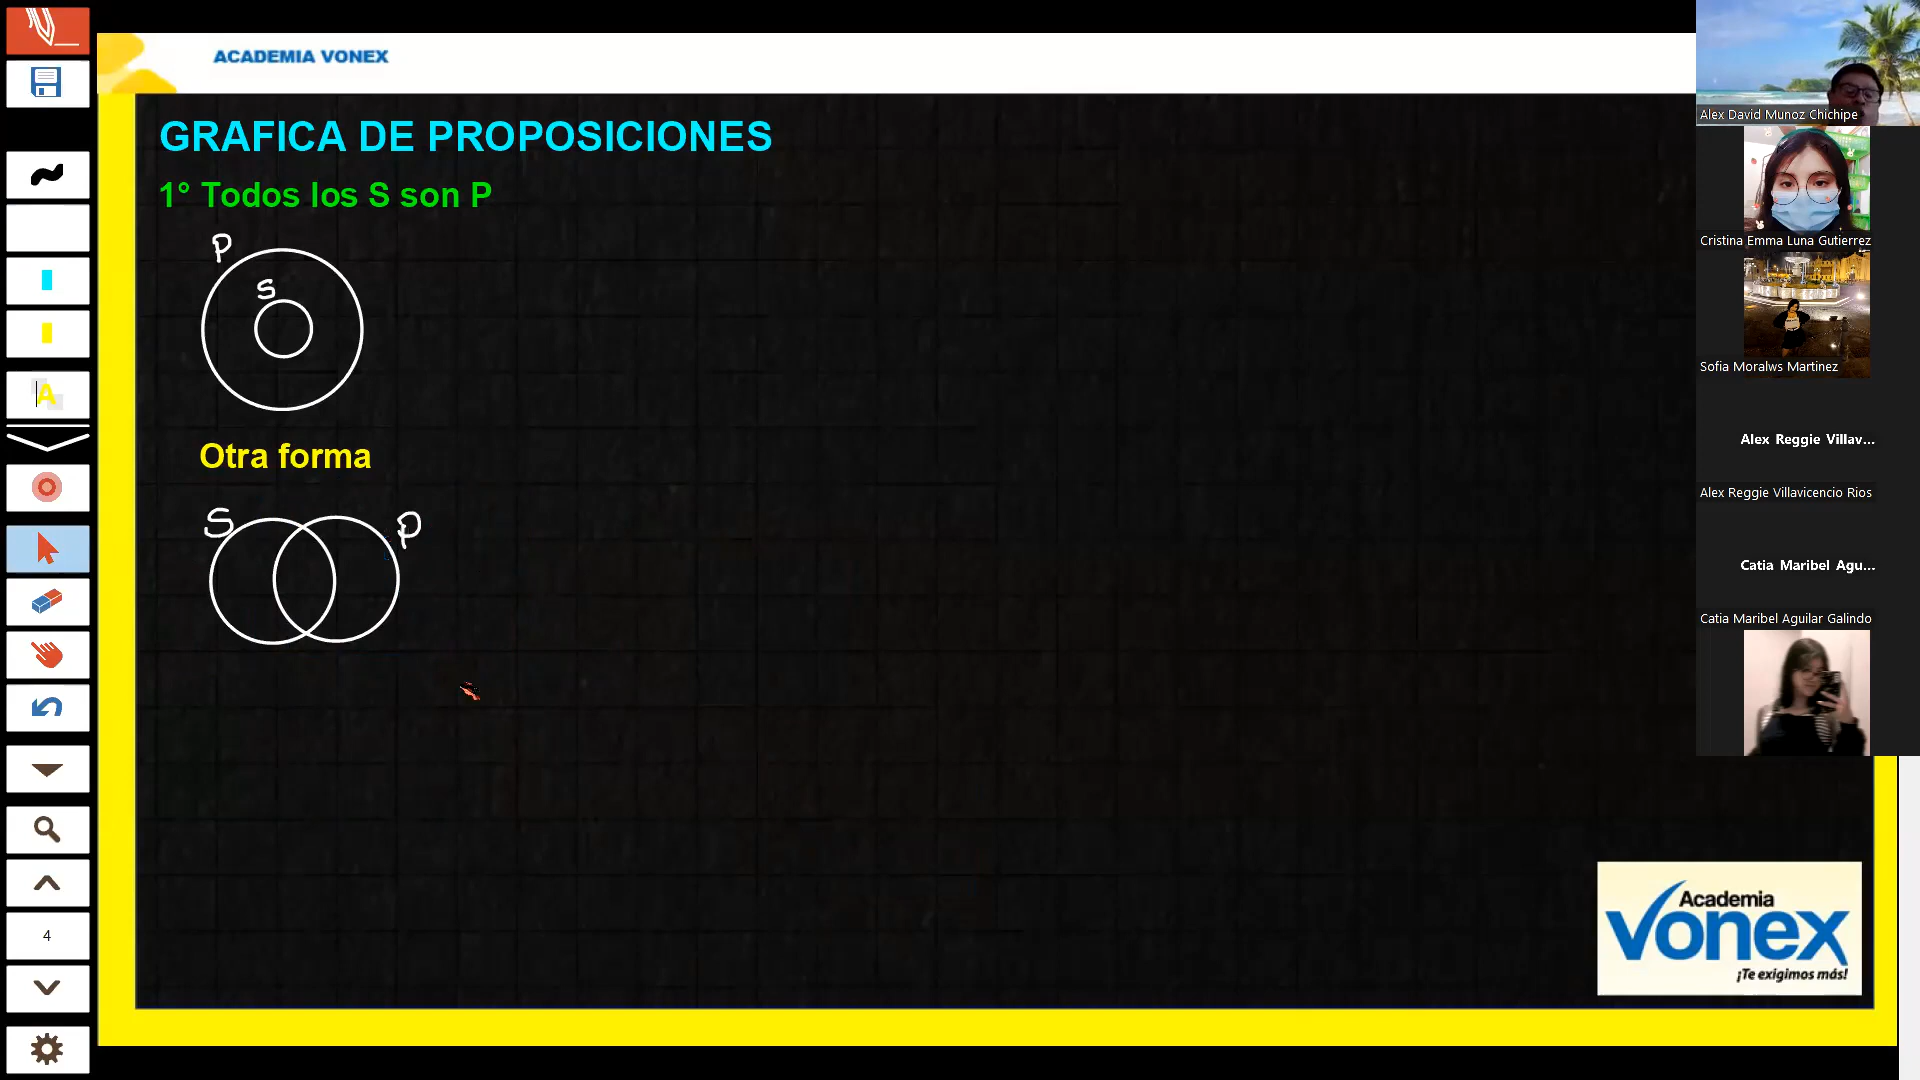 ACADEMIA VONEX
GRAFICA DE PROPOSICIONES
1° Todos los S son P
P
S
Otra forma
S
P
A
4
Alex David Munoz Chichipe
Cristina Emma Luna Gutierrez
Sofia Moralws Martinez
Alex Reggie Villav...
Alex Reggie Villavicencio Rios
Catia Maribel Agu...
Catia Maribel Aguilar Galindo
Academia
vonex
¡Te exigimos más!